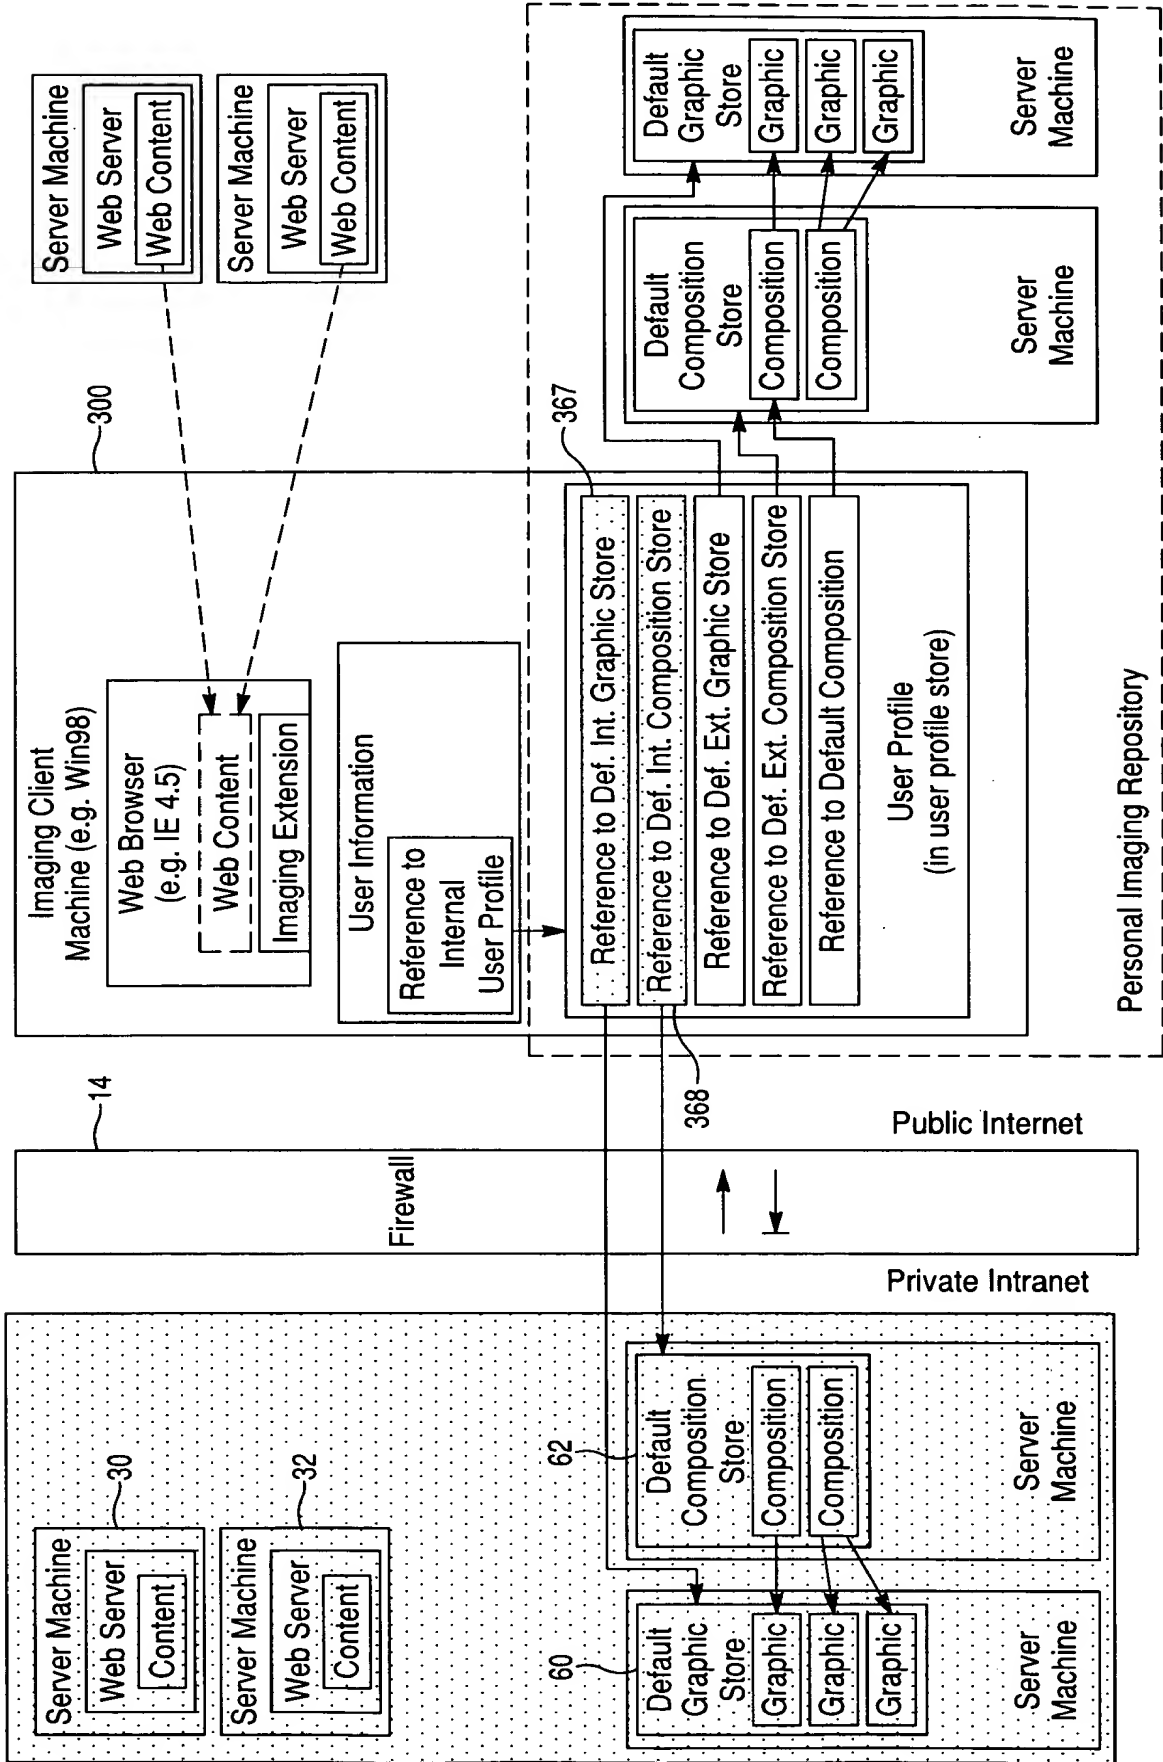 Server Machine
Web Server
Content
30
Server Machine
Web Server
Content
32
60
Default
Graphic
Store
Graphic
Graphic
Graphic
Server
Machine
62
Default
Composition
Store
Composition
Composition
Server
Machine
Private Intranet
14
Firewall
Public Internet
300
Imaging Client
Machine (e.g. Win98)
Web Browser
(e.g. IE 4.5)
Web Content
Imaging Extension
User Information
Reference to
Internal
User Profile
367
Reference to Def. Int. Graphic Store
Reference to Def. Int. Composition Store
368
Reference to Def. Ext. Graphic Store
Reference to Def. Ext. Composition Store
Reference to Default Composition
User Profile
(in user profile store)
Personal Imaging Repository
Server Machine
Web Server
Web Content
Server Machine
Web Server
Web Content
Default
Composition
Store
Composition
Composition
Server
Machine
Default
Graphic
Store
Graphic
Graphic
Graphic
Server
Machine